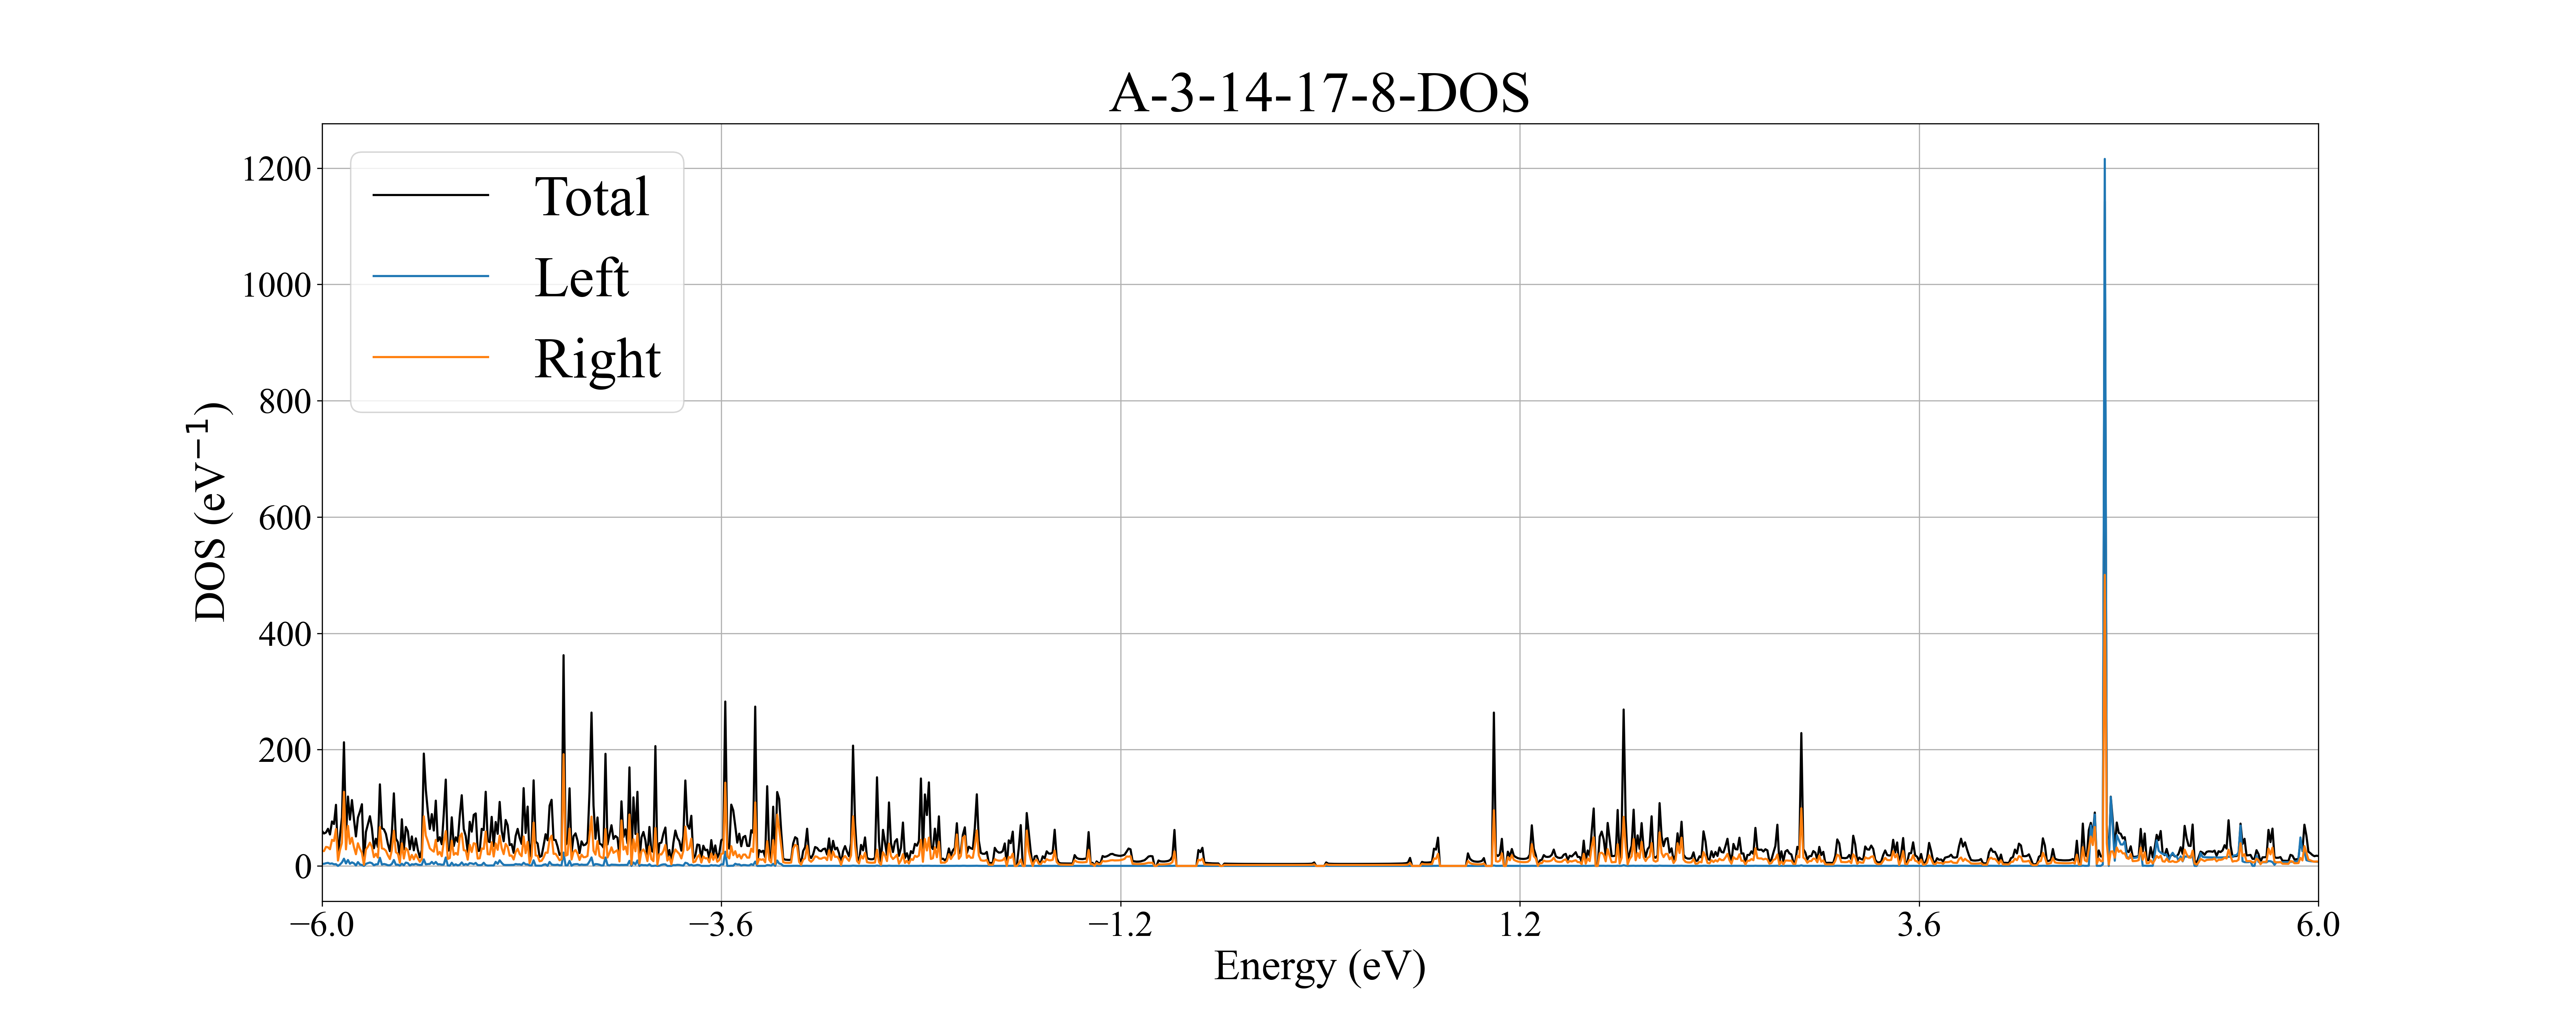 A-3-14-17-8-DOS
Total
Left
Right
1200
1000
800
600
400
200
0
DOS (eV⁻¹)
−6.0 −3.6 −1.2 1.2 3.6 6.0
Energy (eV)